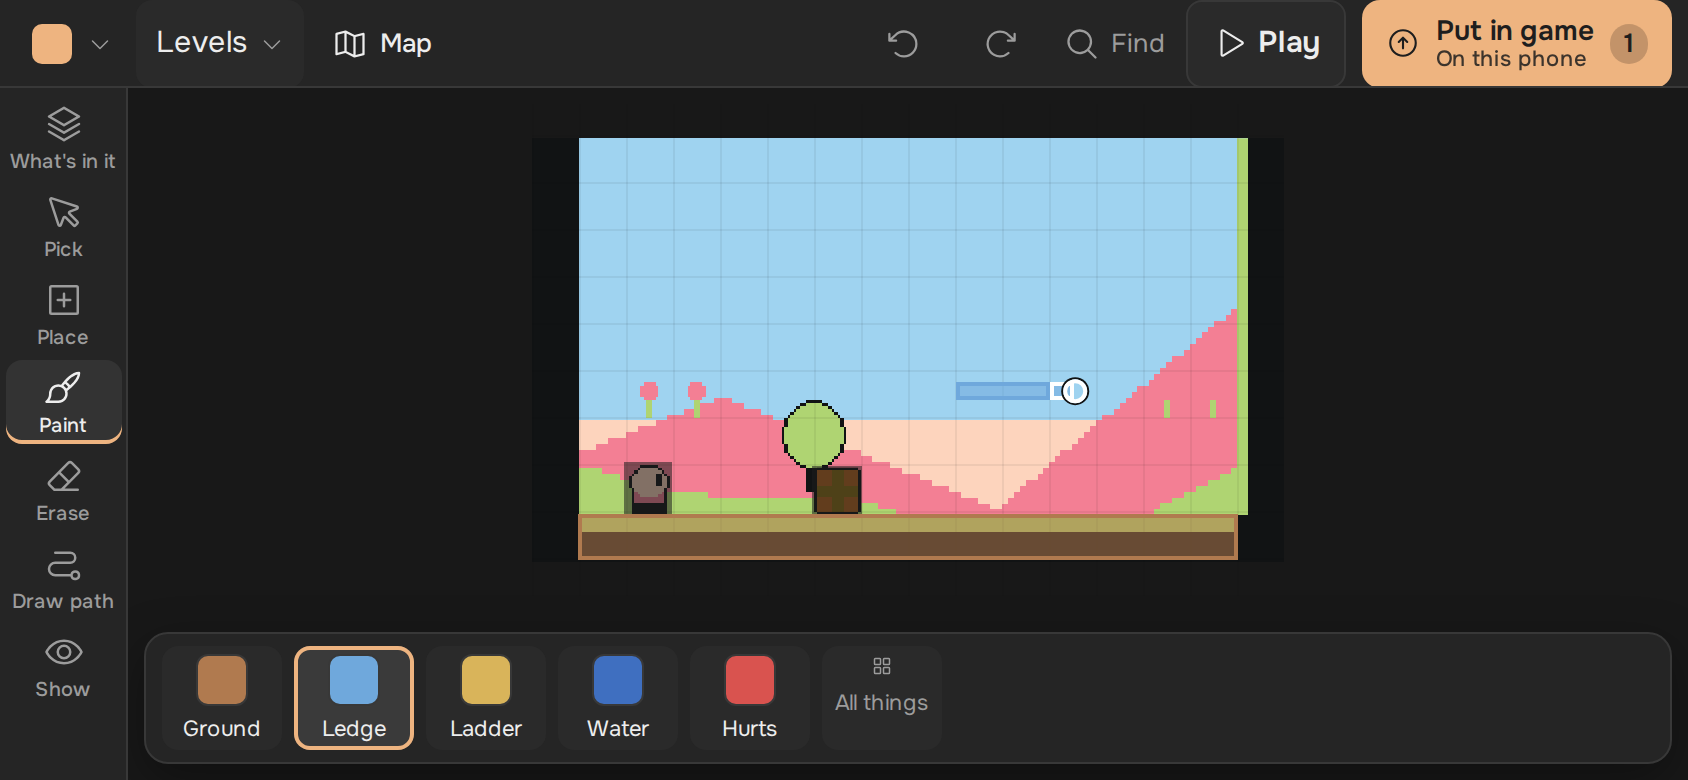 Levels
Map
Find
Play
Put in game
On this phone
1
What's in it
Pick
Place
Paint
Erase
Draw path
Show
Ground
Ledge
Ladder
Water
Hurts
All things